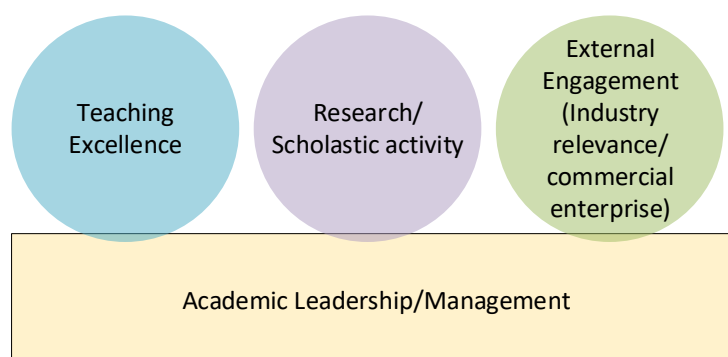 Teaching
Excellence
Research/
Scholastic activity
External
Engagement
(Industry
relevance/
commercial
enterprise)
Academic Leadership/Management